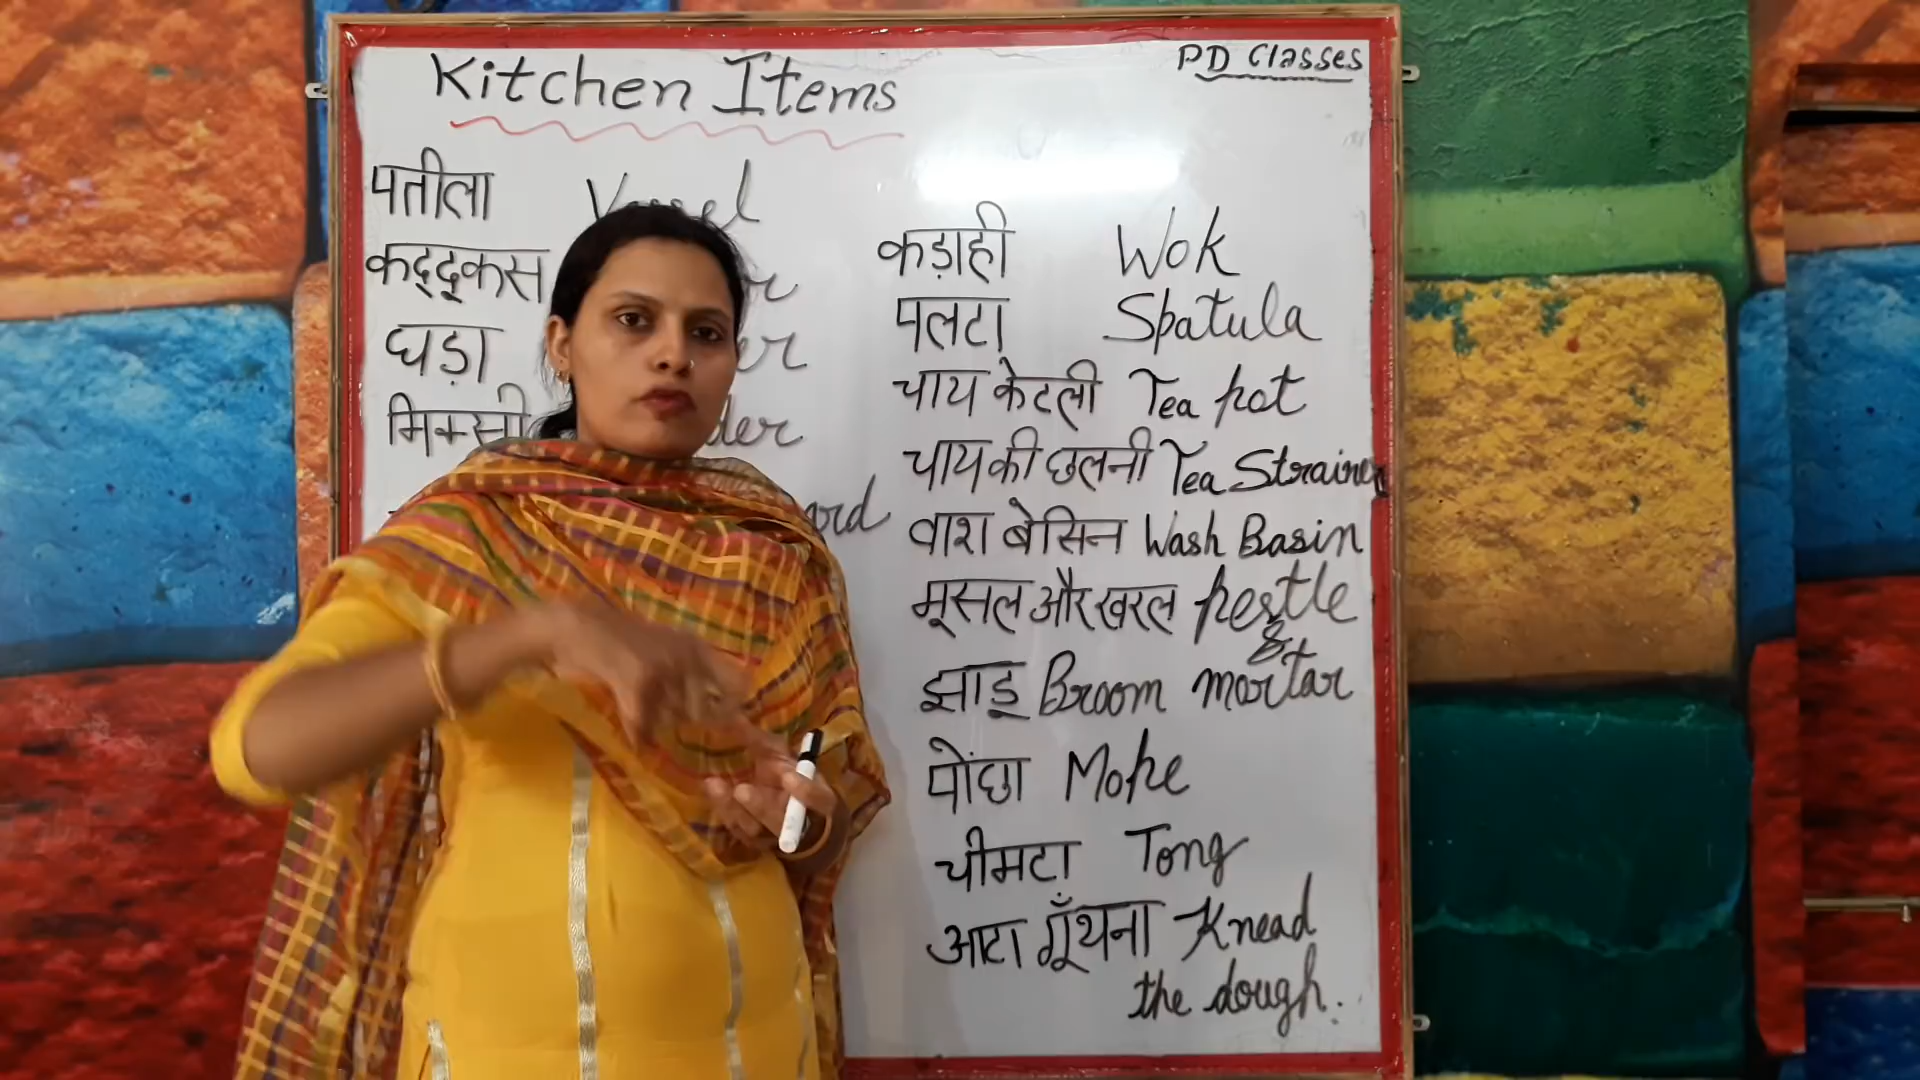 Kitchen Items
PD Classes
पतीला
कद्दूकस
घड़ा
मिक्सी
कड़ाही Wok
पलटा Spatula
चाय केटली Tea pot
चाय की छलनी Tea Strainer
वाश बेसिन Wash Basin
मूसल और खरल pestle
&
झाड़ू Broom mortar
पोंछा Mope
चीमटा Tong
आटा गूँथना Knead
the dough.